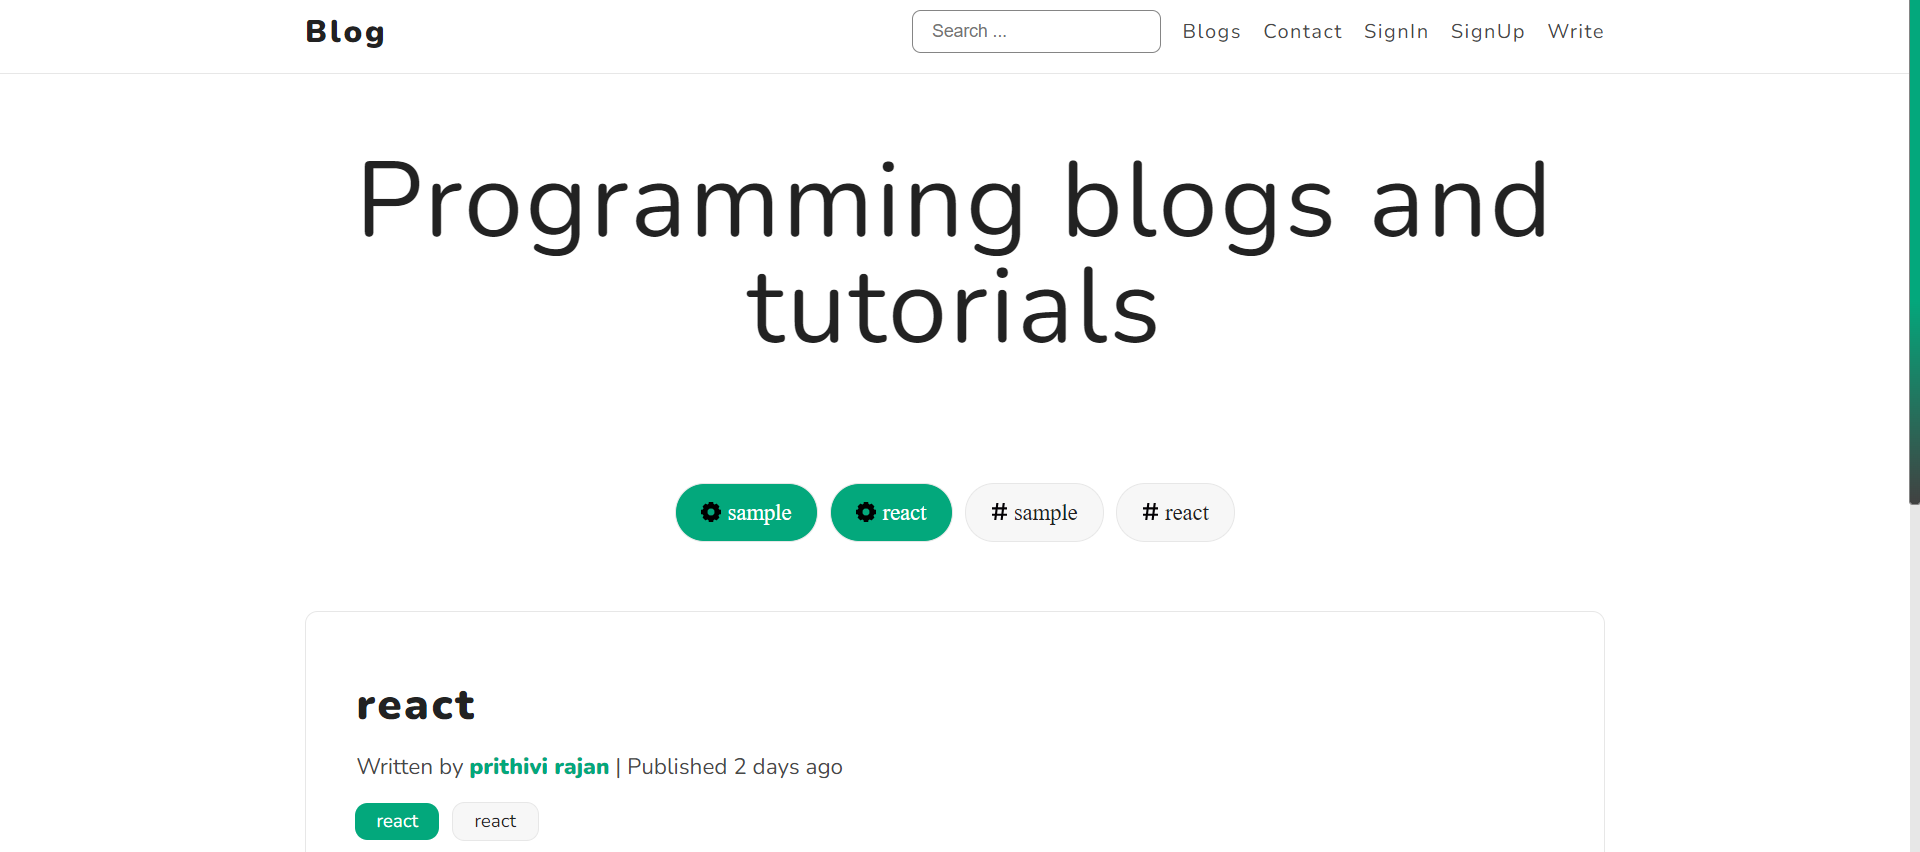 Blog
Search ...
Blogs Contact SignIn SignUp Write
Programming blogs and
tutorials
sample react # sample # react
react
Written by prithivi rajan | Published 2 days ago
react react